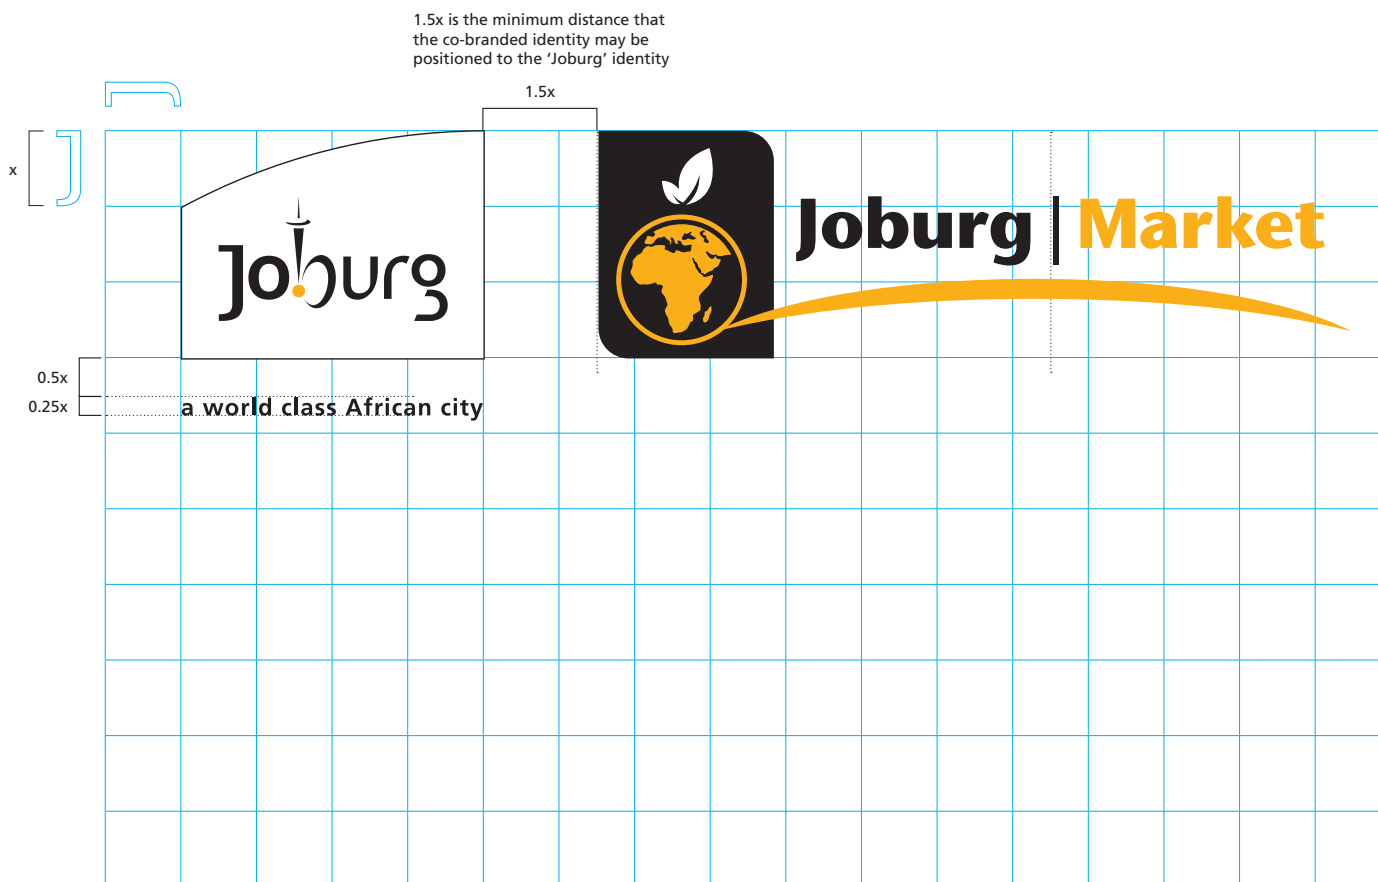 1.5x is the minimum distance that
the co-branded identity may be
positioned to the ‘Joburg’ identity
1.5x
x
Joburg
Joburg | Market
0.5x
0.25x
a world class African city